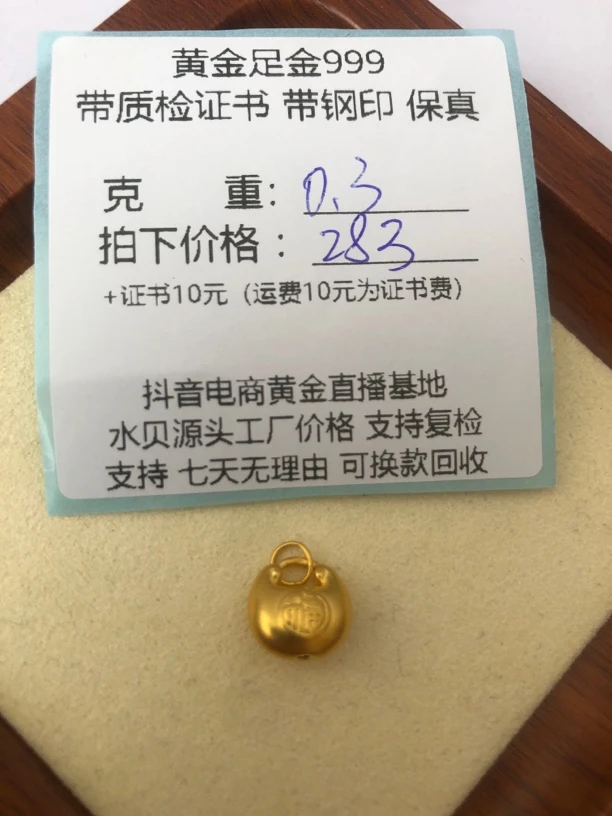 黄金足金999
带质检证书 带钢印 保真
克 重: 0.3
拍下价格: 283
+证书10元（运费10元为证书费）
抖音电商黄金直播基地
水贝源头工厂价格 支持复检
支持 七天无理由 可换款回收
福